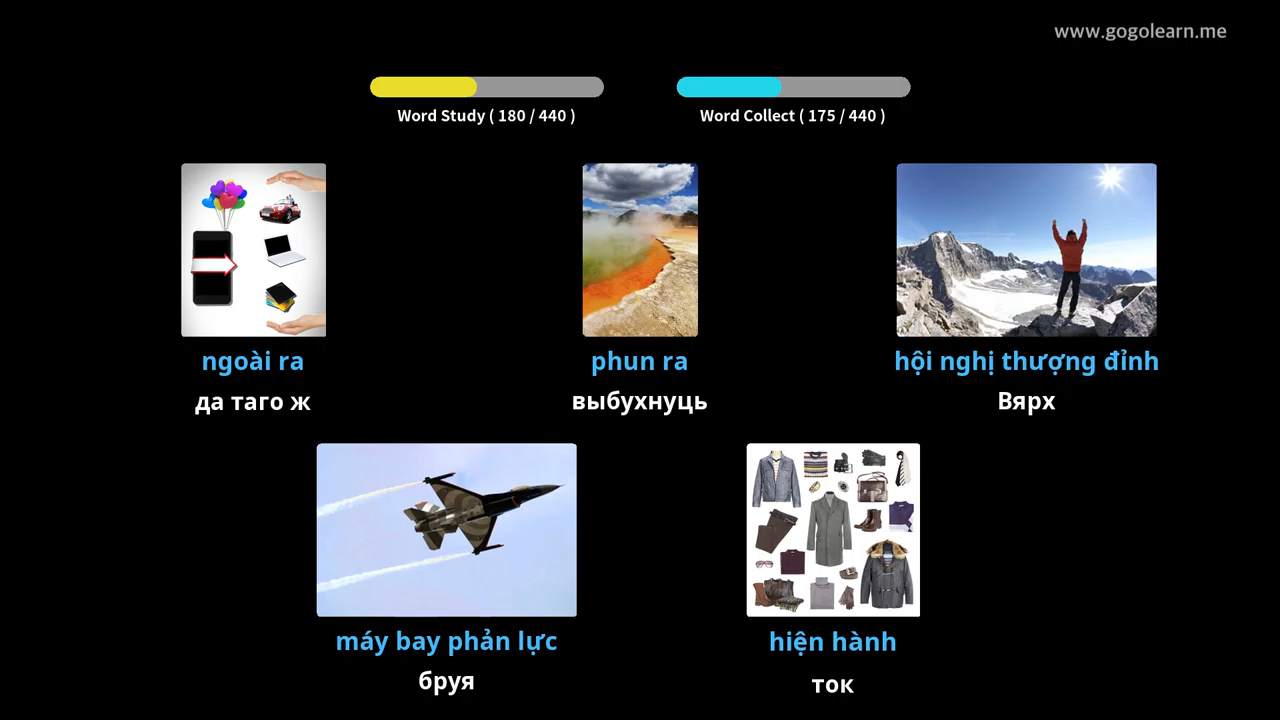 www.gogolearn.me
Word Study ( 180 / 440 )
Word Collect ( 175 / 440 )
ngoài ra
да таго ж
phun ra
выбухнуць
hội nghị thượng đỉnh
Вярх
máy bay phản lực
бруя
hiện hành
ток